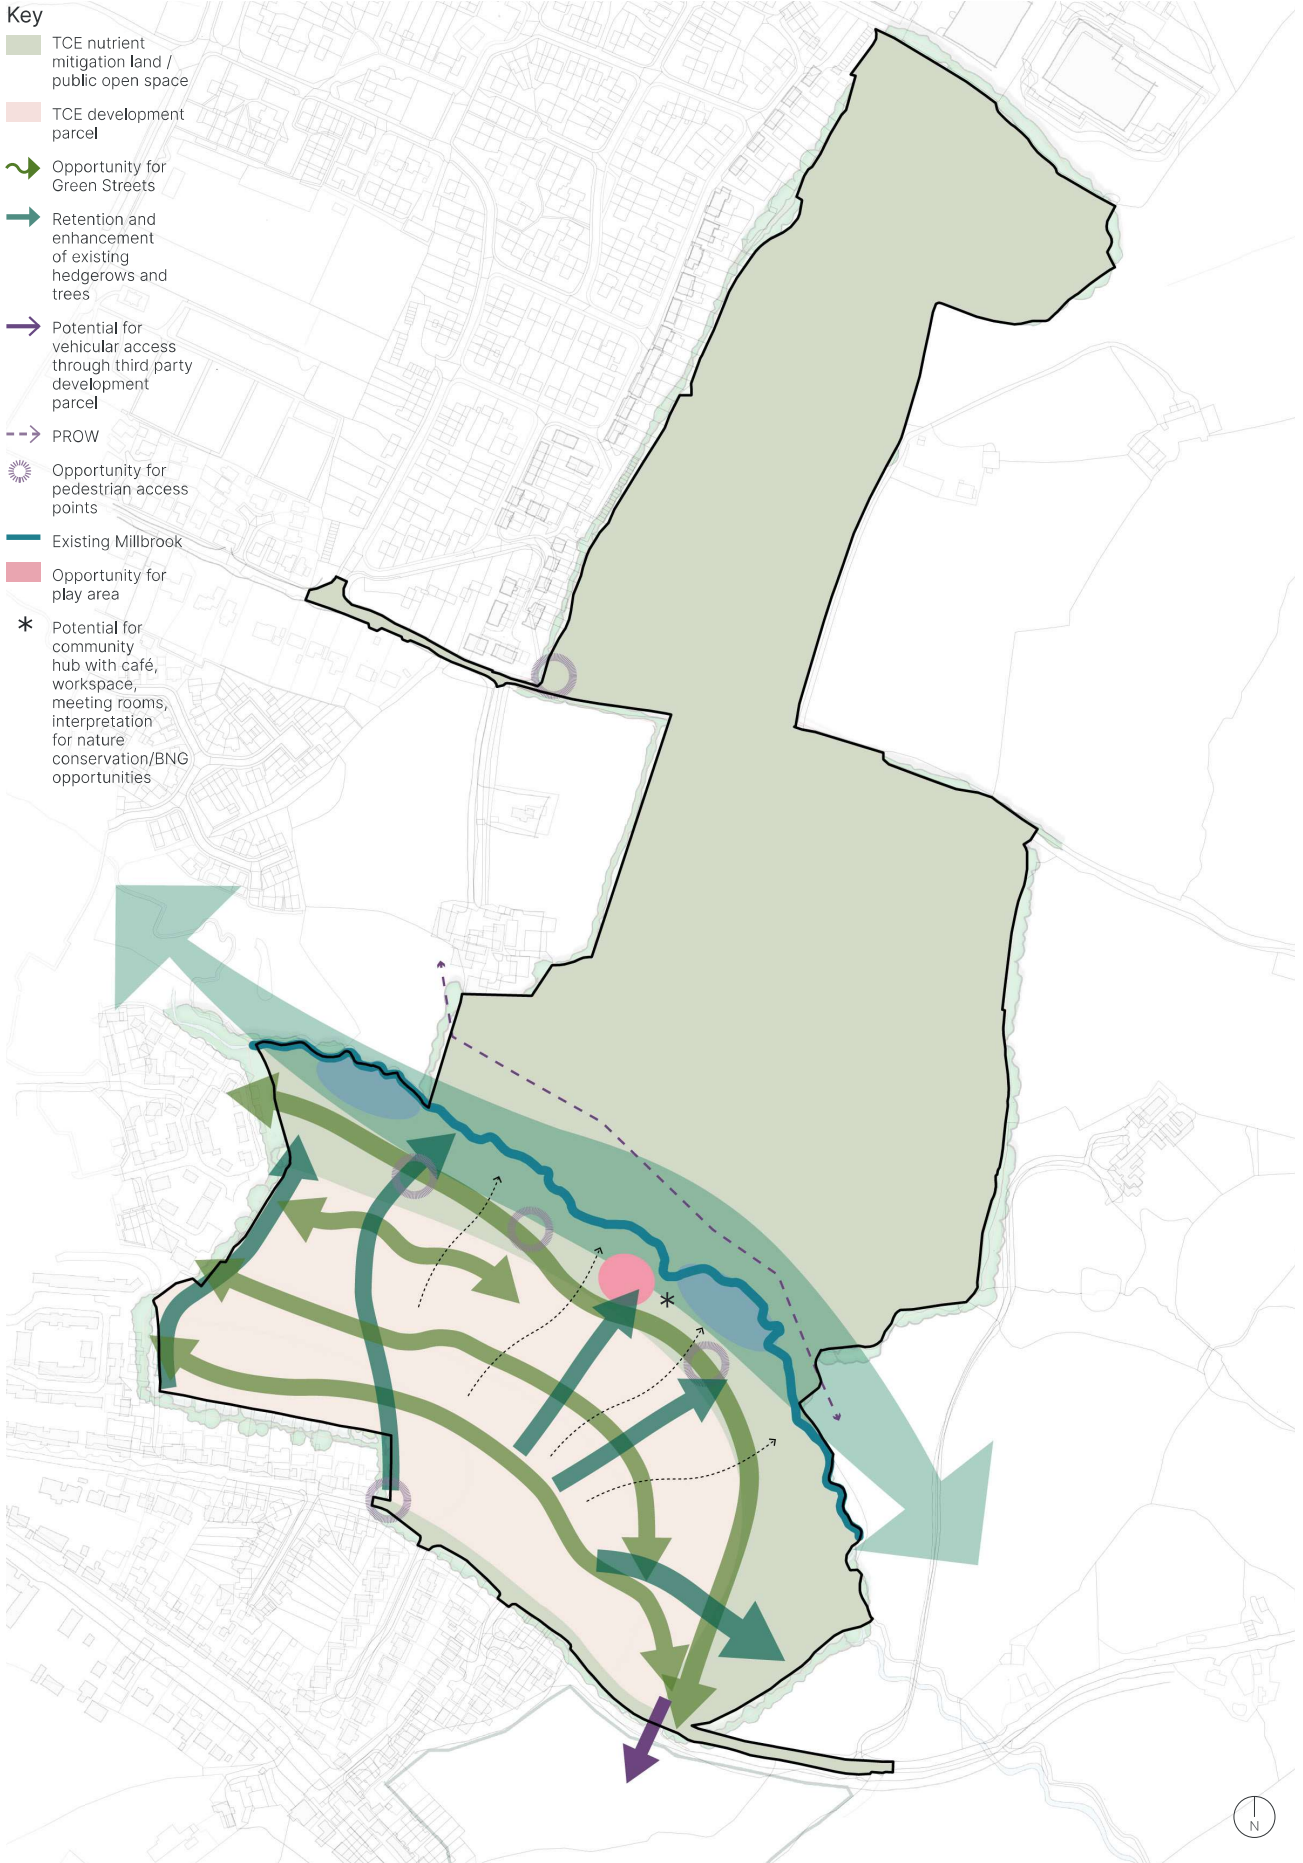 Key
TCE nutrient
mitigation land /
public open space
TCE development
parcel
Opportunity for
Green Streets
Retention and
enhancement
of existing
hedgerows and
trees
Potential for
vehicular access
through third party
development
parcel
PROW
Opportunity for
pedestrian access
points
Existing Millbrook
Opportunity for
play area
Potential for
community
hub with café,
workspace,
meeting rooms,
interpretation
for nature
conservation/BNG
opportunities
N